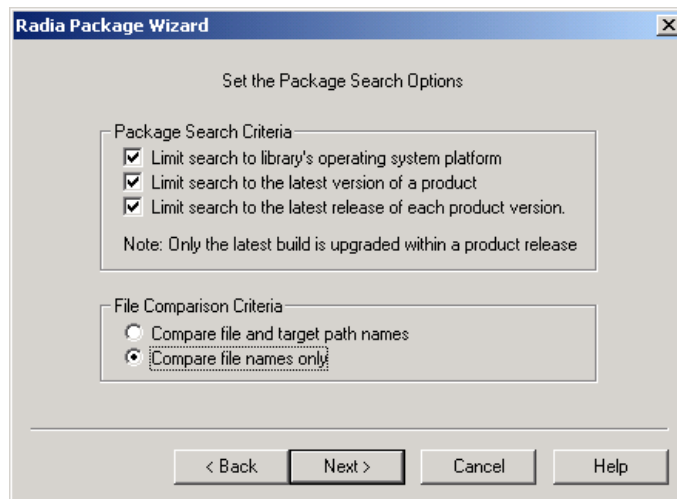 Radia Package Wizard
Set the Package Search Options
Package Search Criteria
Limit search to library's operating system platform
Limit search to the latest version of a product
Limit search to the latest release of each product version.
Note: Only the latest build is upgraded within a product release
File Comparison Criteria
Compare file and target path names
Compare file names only
< Back Next > Cancel Help